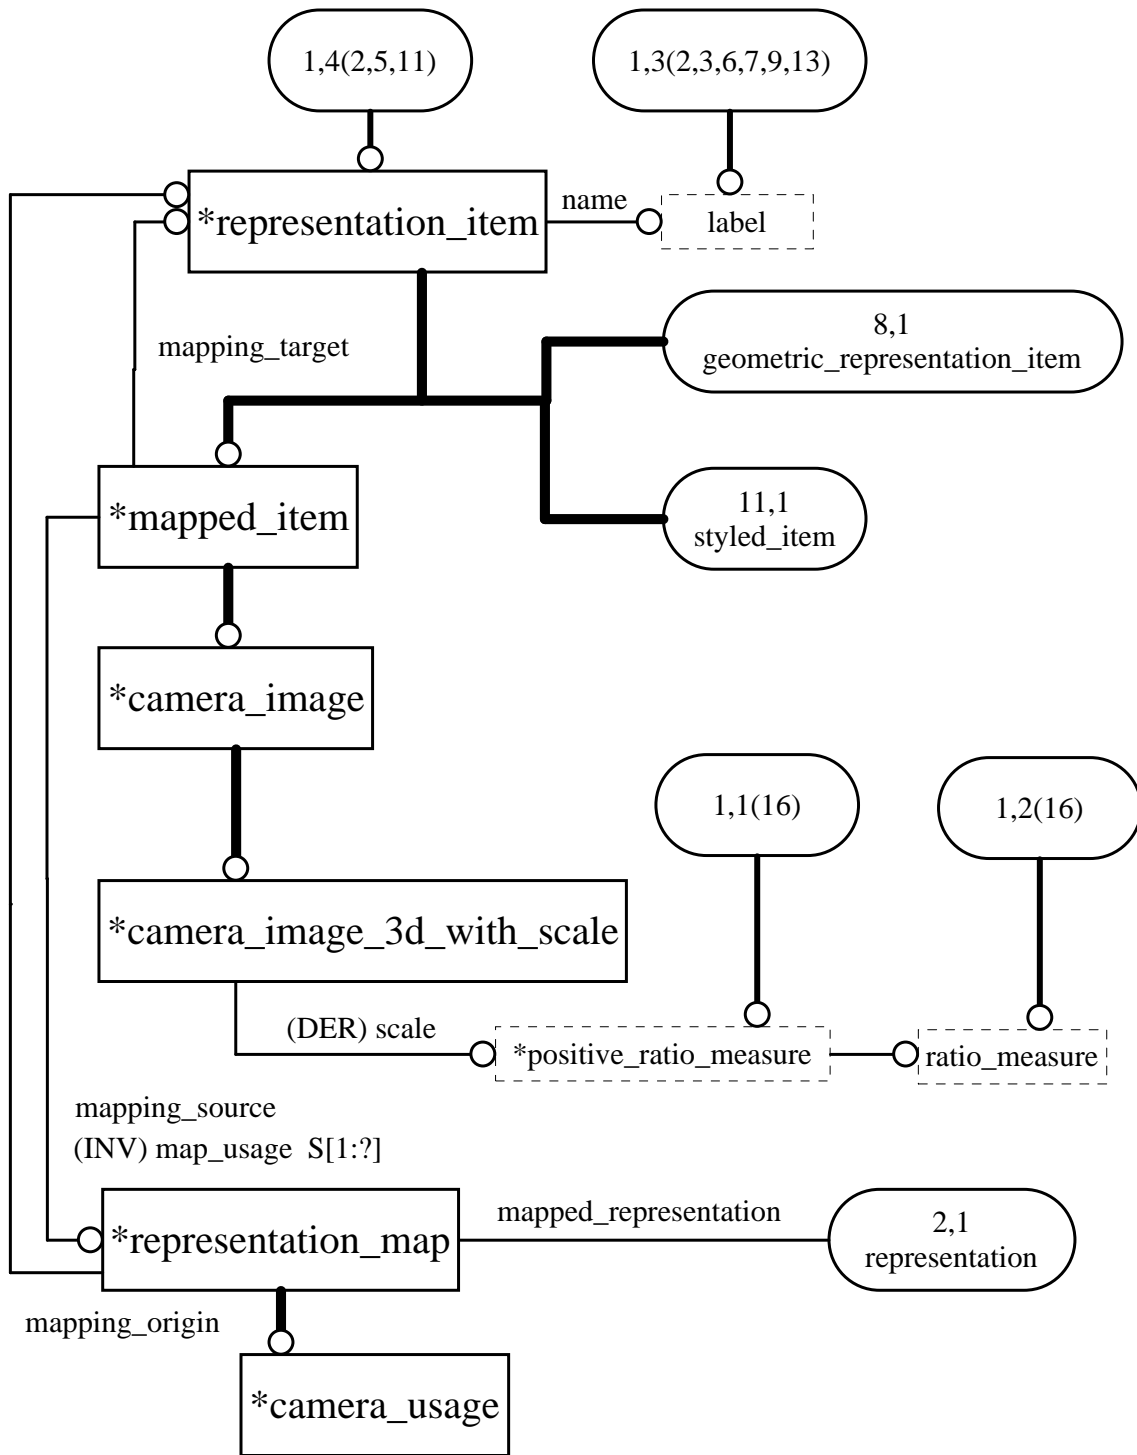 1,4(2,5,11)
1,3(2,3,6,7,9,13)
*representation_item
name
label
mapping_target
8,1
geometric_representation_item
*mapped_item
11,1
styled_item
*camera_image
1,1(16)
1,2(16)
*camera_image_3d_with_scale
(DER) scale
*positive_ratio_measure
ratio_measure
mapping_source
(INV) map_usage S[1:?]
*representation_map
mapped_representation
2,1
representation
mapping_origin
*camera_usage